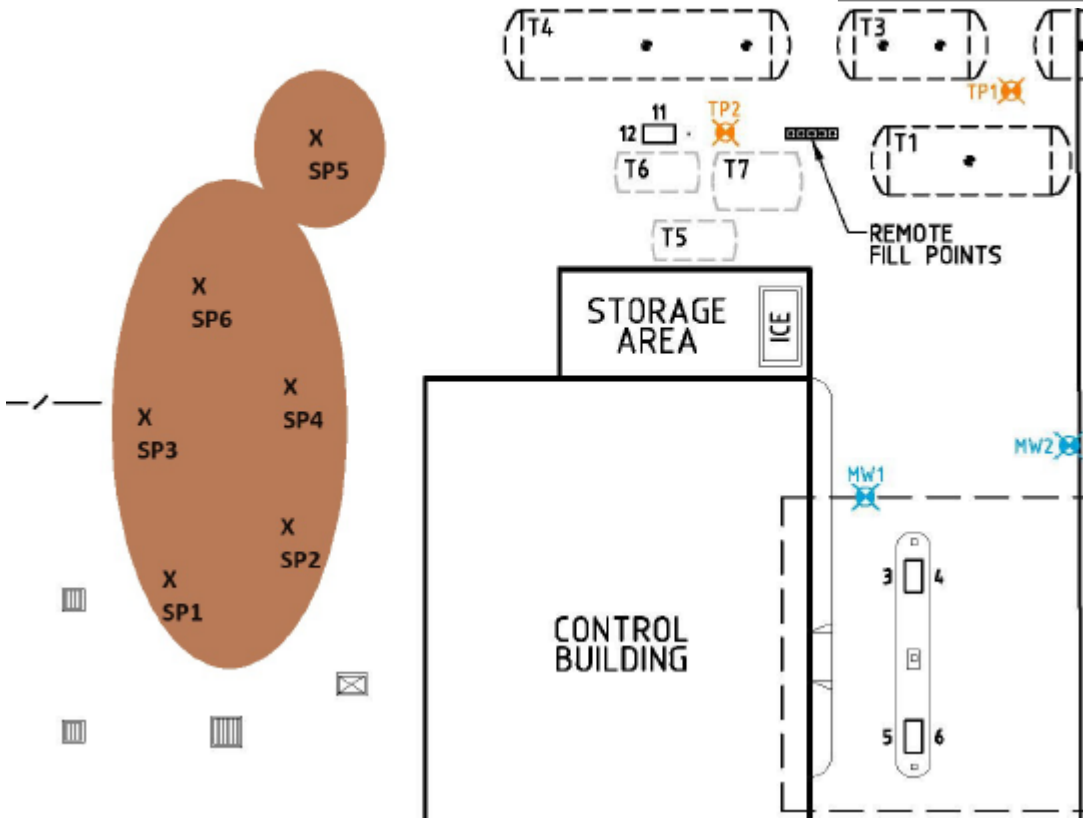 T4
T3
TP1
11
12
TP2
T6
T7
T1
X
SP5
T5
REMOTE
FILL POINTS
X
SP6
STORAGE
AREA
ICE
X
SP4
X
SP3
MW2
MW1
X
SP2
X
SP1
3
4
CONTROL
BUILDING
5
6